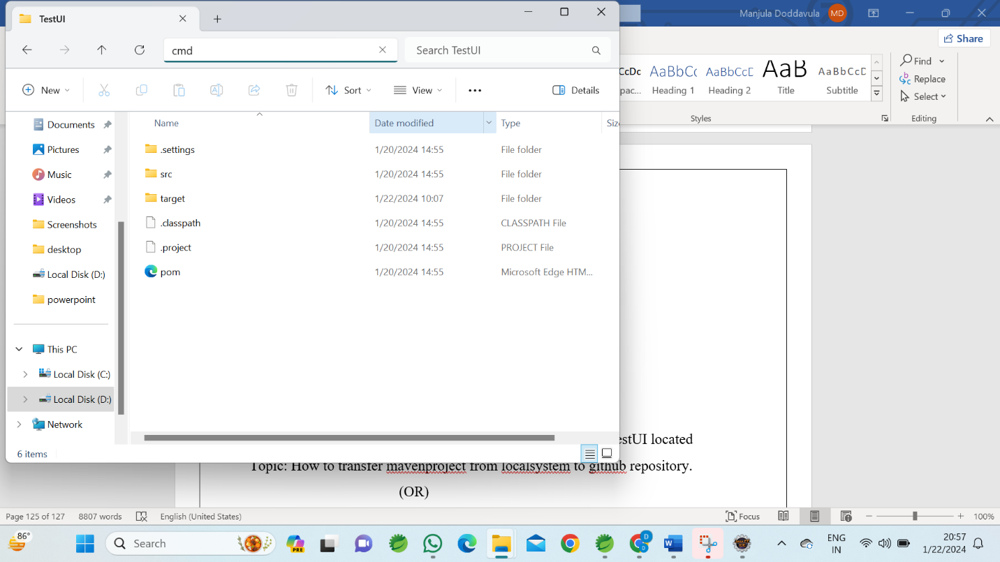 TestUI
Manjula Doddavula MD
cmd
Search TestUI
Share
New
Sort
View
Details
AaBbCc AaBbCcD AaB AaBbCcD
Heading 1 Heading 2 Title Subtitle
Find
Replace
Select
Styles
Editing
Name Date modified Type
.settings 1/20/2024 14:55 File folder
src 1/20/2024 14:55 File folder
target 1/22/2024 10:07 File folder
.classpath 1/20/2024 14:55 CLASSPATH File
.project 1/20/2024 14:55 PROJECT File
pom 1/20/2024 14:55 Microsoft Edge HTM...
Documents
Pictures
Music
Videos
Screenshots
desktop
Local Disk (D:)
powerpoint
This PC
Local Disk (C:)
Local Disk (D:)
Network
6 items
located
Topic: How to transfer mavenproject from localsystem to github repository.
(OR)
Page 125 of 127 8807 words English (United States) Focus 100%
86°
Search
PRE
ENG
IN
20:57
1/22/2024